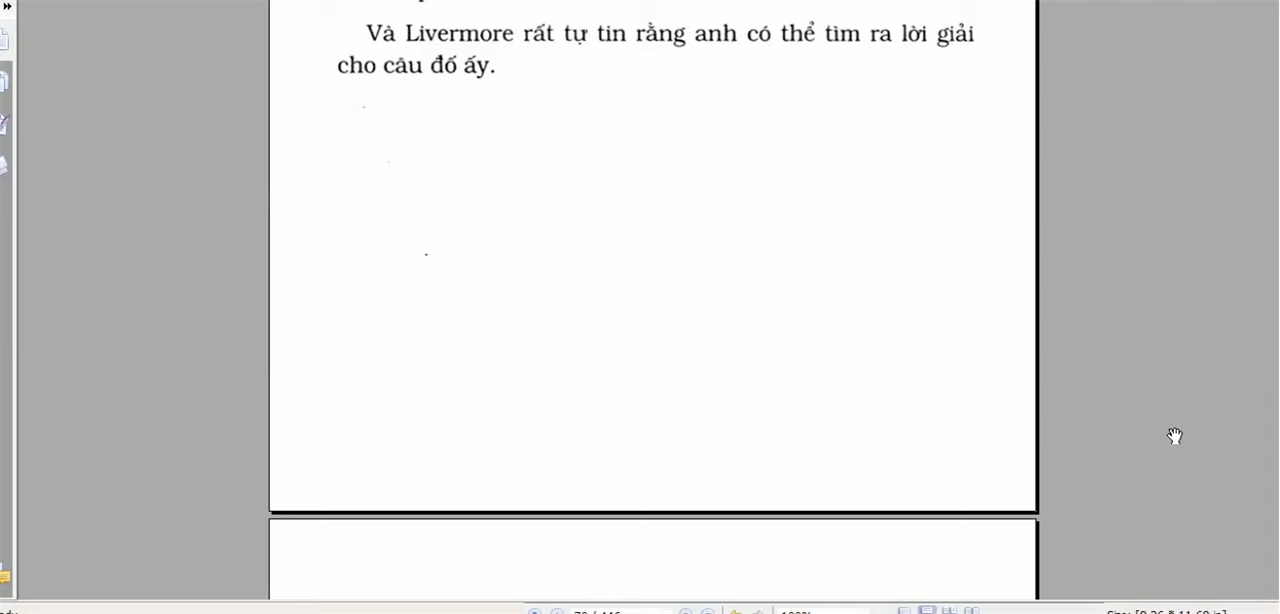 Và Livermore rất tự tin rằng anh có thể tìm ra lời giải
cho câu đố ấy.